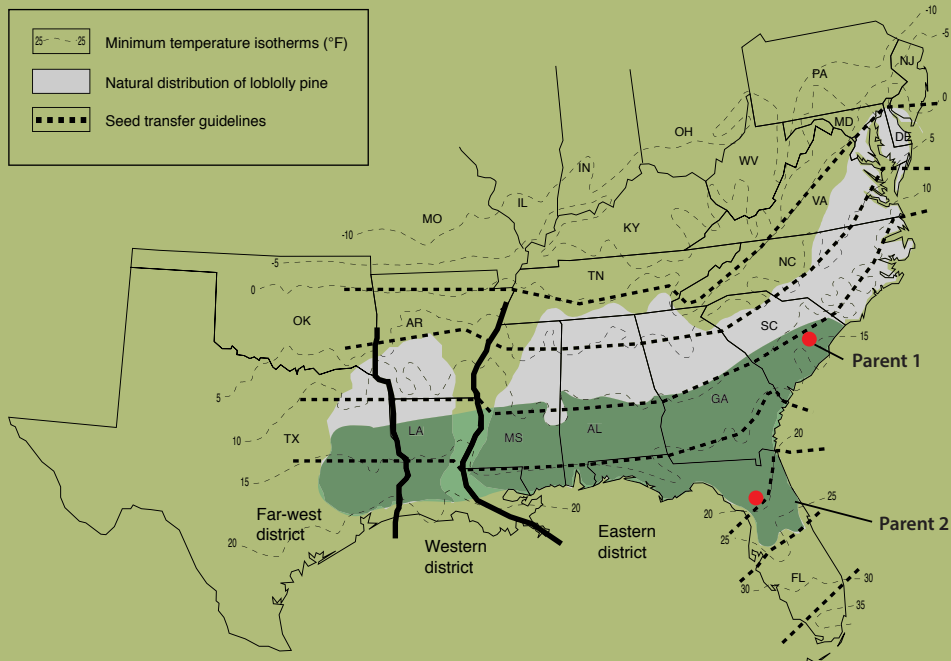 25 25 Minimum temperature isotherms (°F)
Natural distribution of loblolly pine
Seed transfer guidelines
-10
-5
NJ
PA
0
OH
MD
DE
5
WV
IN
IL
VA
10
MO
KY
-10
-5
NC
TN
0
OK
AR
SC
15
Parent 1
5
GA
TX
LA
MS
AL
20
10
15
25
20
20
Far-west
district
Western
district
Eastern
district
Parent 2
20
25
FL
30
30
35